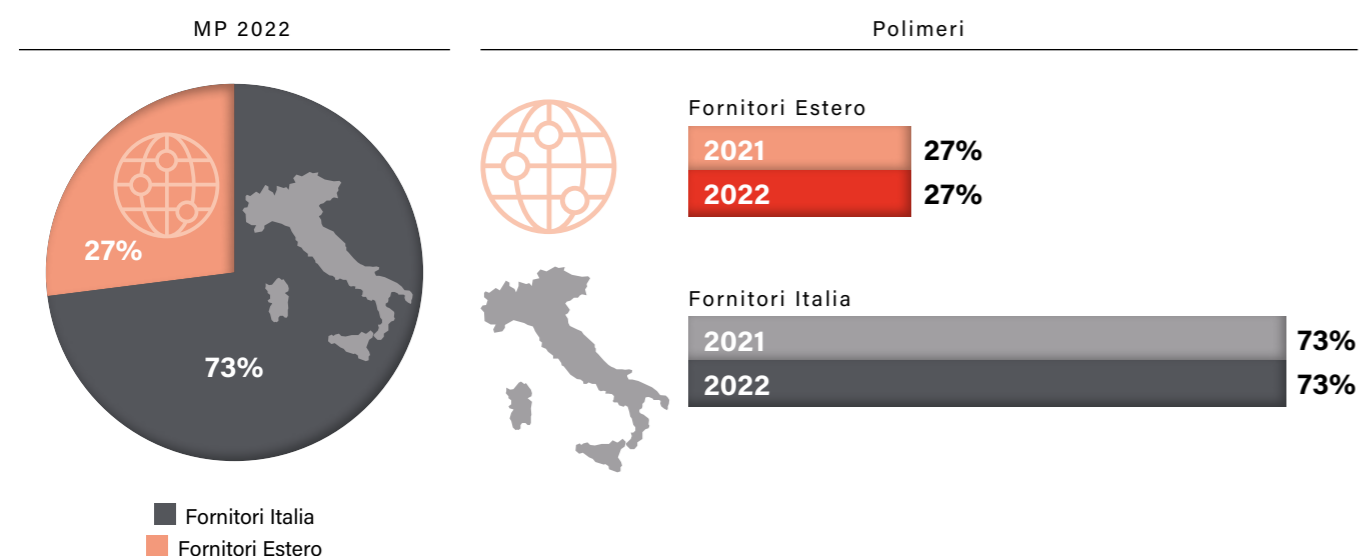 MP 2022
27%
73%
Fornitori Italia
Fornitori Estero
Polimeri
Fornitori Estero
2021 27%
2022 27%
Fornitori Italia
2021 73%
2022 73%